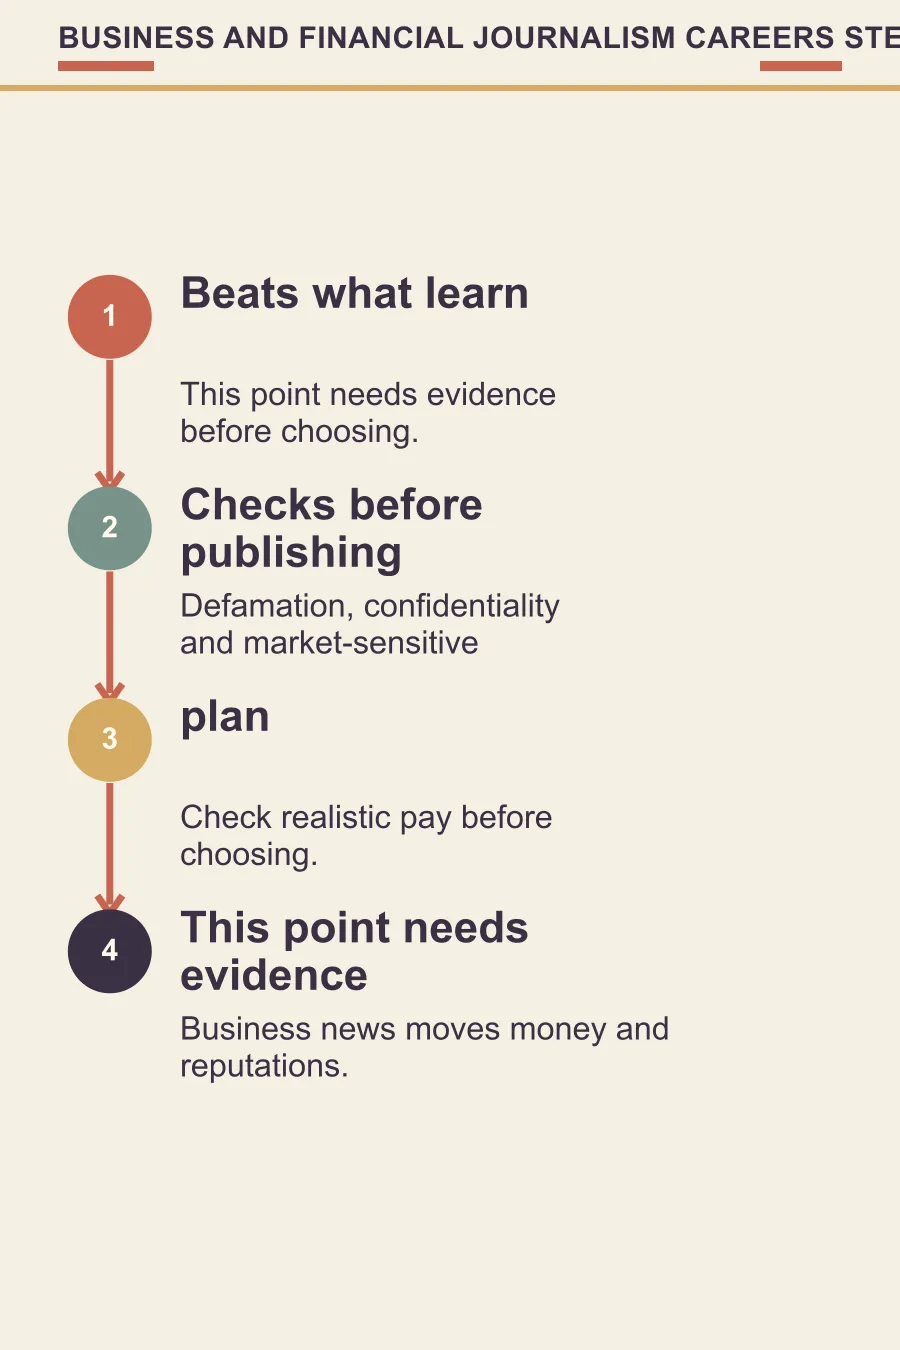 BUSINESS AND FINANCIAL JOURNALISM CAREERS STE
1
Beats what learn
This point needs evidence
before choosing.
2
Checks before
publishing
Defamation, confidentiality
and market-sensitive
3
plan
Check realistic pay before
choosing.
4
This point needs
evidence
Business news moves money and
reputations.